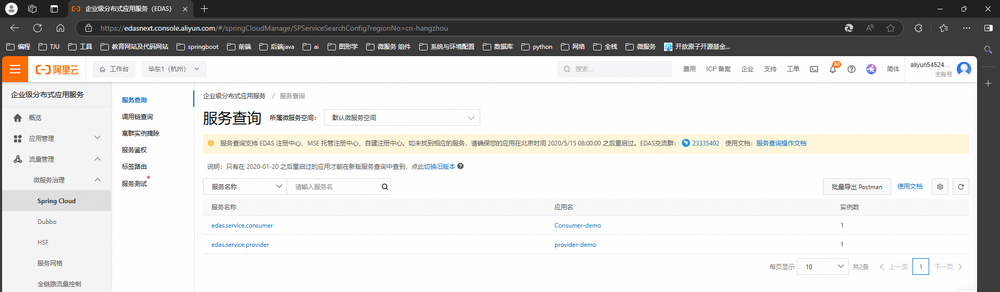 企业级分布式应用服务（EDAS）
https://edasnext.console.aliyun.com/#/springCloudManage/SPServiceSearchConfig?regionNo=cn-hangzhou
编程 TJU 工具 教育网站及代码网站 springboot 前端 后端java ai 图形学 微服务 组件 系统与环境配置 数据库 python 网络 全栈 微服务 开放原子开源基金...
阿里云 工作台 华东1（杭州） 搜索... 费用 ICP 备案 企业 支持 工单 80 简体 aliyun54524...
主账号
企业级分布式应用服务
概览
应用管理
流量管理
微服务治理
Spring Cloud
Dubbo
HSF
服务网格
全链路流量控制
服务查询
调用链查询
离群实例摘除
服务鉴权
标签路由
服务测试
企业级分布式应用服务 / 服务查询
服务查询 所属微服务空间： 默认微服务空间
服务查询支持 EDAS 注册中心、MSE 托管注册中心、自建注册中心。如未找到相应的服务，请确保您的应用在北京时间 2020/5/15 08:00:00 之后重启过。EDAS交流群： 23335402 使用文档：服务查询操作文档
说明：只有在 2020-01-20 之后重启过的应用才能在新版服务查询中查到，点此切换旧版本
服务名称 请输入服务名 批量导出 Postman 使用文档
服务名称 应用名 实例数
edas.service.consumer Consumer-demo 1
edas.service.provider provider-demo 1
每页显示 10 共2条 上一页 1 下一页